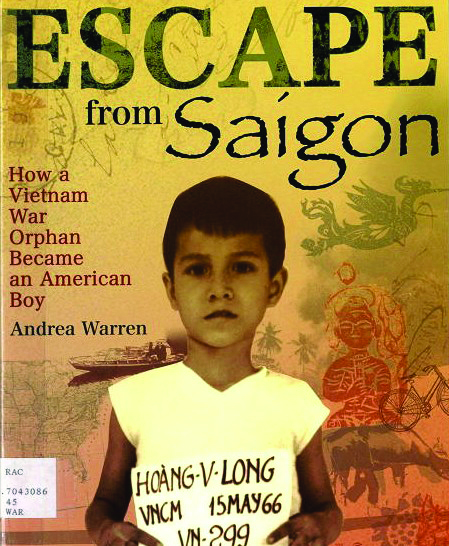 ESCAPE
from Saigon
How a
Vietnam
War
Orphan
Became
an American
Boy
Andrea Warren
HOÀNG-V-LONG
VNCM 15MAY66
VN-299
RAC
.7043086
45
WAR